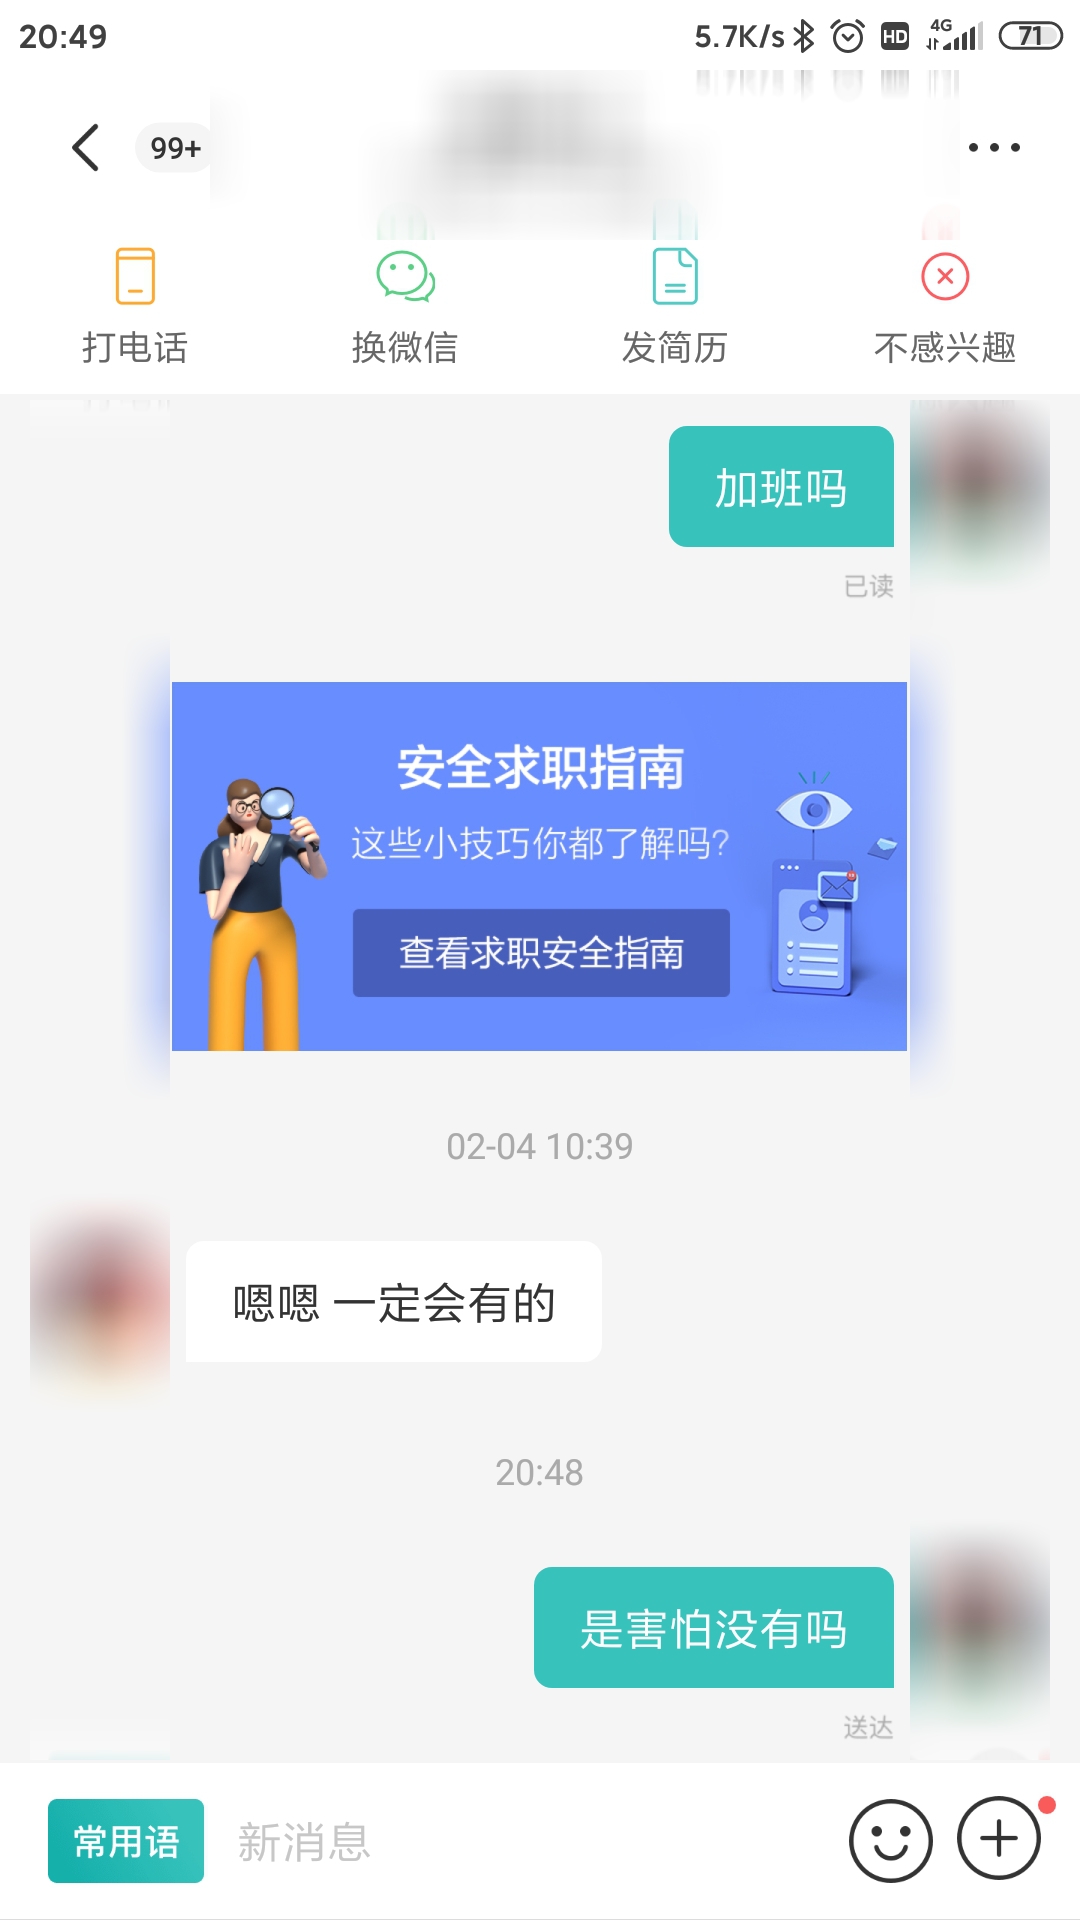 20:49
5.7K/s HD 4G 71
99+
打电话 换微信 发简历 不感兴趣
加班吗
已读
安全求职指南
这些小技巧你都了解吗?
查看求职安全指南
02-04 10:39
嗯嗯 一定会有的
20:48
是害怕没有吗
送达
常用语 新消息